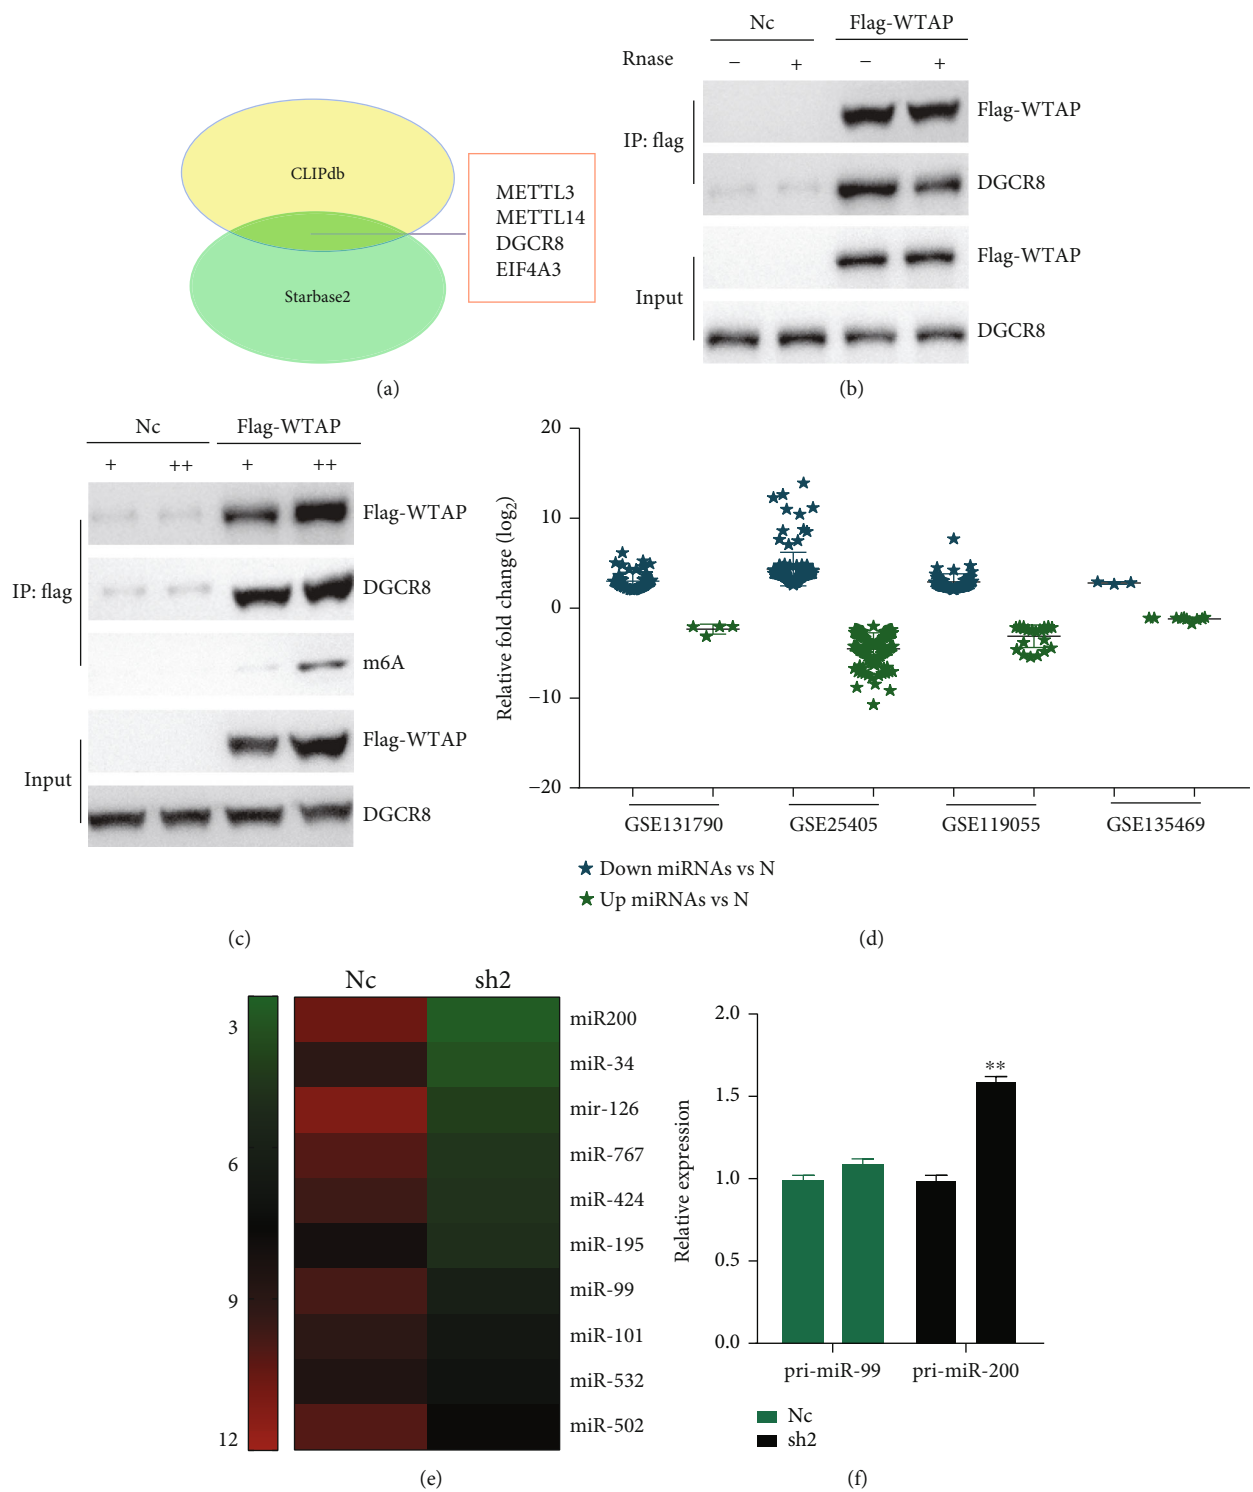 CLIPdb
Starbase2
METTL3
METTL14
DGCR8
EIF4A3
(a)
Nc Flag-WTAP
Rnase − + − +
IP: flag
Flag-WTAP
DGCR8
Input
Flag-WTAP
DGCR8
(b)
Nc Flag-WTAP
+ ++ + ++
IP: flag
Flag-WTAP
DGCR8
m6A
Input
Flag-WTAP
DGCR8
(c)
Relative fold change (log2)
20
10
0
−10
−20
GSE131790 GSE25405 GSE119055 GSE135469
Down miRNAs vs N
Up miRNAs vs N
(d)
Nc sh2
3
6
9
12
miR200
miR-34
mir-126
miR-767
miR-424
miR-195
miR-99
miR-101
miR-532
miR-502
(e)
Relative expression
2.0
1.5
1.0
0.5
0.0
**
pri-miR-99 pri-miR-200
Nc
sh2
(f)